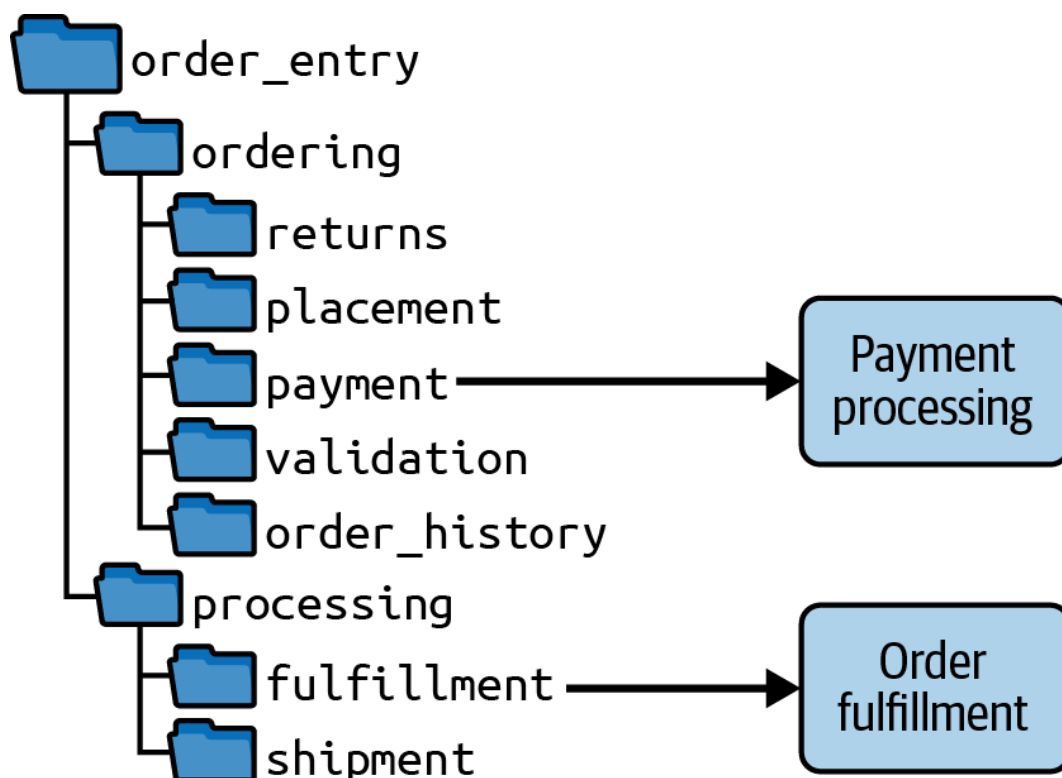 order_entry
ordering
returns
placement
payment
validation
order_history
processing
fulfillment
shipment
Payment
processing
Order
fulfillment